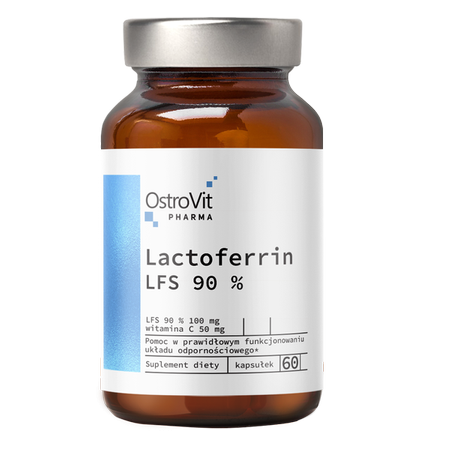 OstroVit
PHARMA
Lactoferrin
LFS 90 %
LFS 90 % 100 mg
witamina C 50 mg
Pomoc w prawidłowym funkcjonowaniu
układu odpornościowego*
Suplement diety kapsułek 60